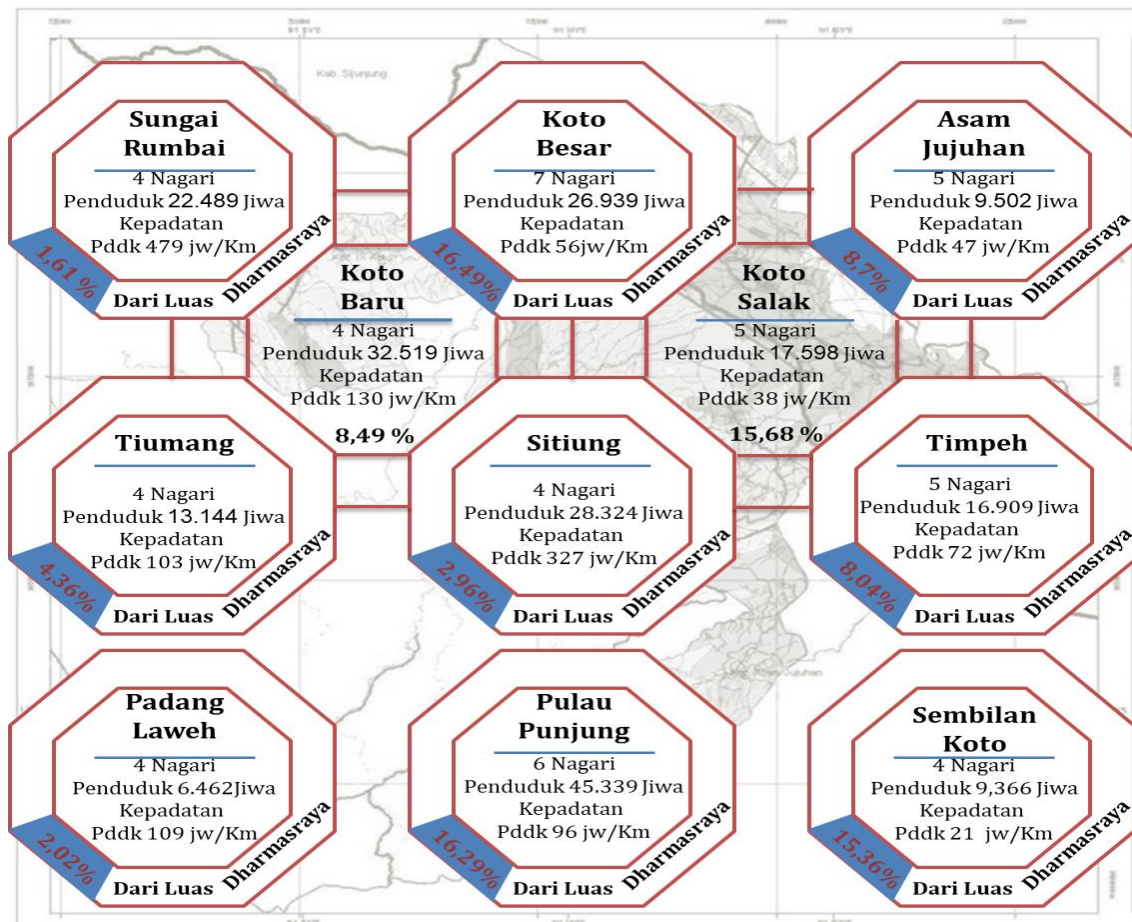 Kab. Sijunjung
Sungai
Rumbai
4 Nagari
Penduduk 22.489 Jiwa
Kepadatan
Pddk 479 jw/Km
1,61 %
Dari Luas
Dharmasraya
Koto
Besar
7 Nagari
Penduduk 26.939 Jiwa
Kepadatan
Pddk 56jw/Km
16,49%
Dari Luas
Dharmasraya
Asam
Jujuhan
5 Nagari
Penduduk 9.502 Jiwa
Kepadatan
Pddk 47 jw/Km
8,7%
Dari Luas
Dharmasraya
Koto
Baru
4 Nagari
Penduduk 32.519 Jiwa
Kepadatan
Pddk 130 jw/Km
8,49 %
Koto
Salak
5 Nagari
Penduduk 17.598 Jiwa
Kepadatan
Pddk 38 jw/Km
15,68 %
Tiumang
4 Nagari
Penduduk 13.144 Jiwa
Kepadatan
Pddk 103 jw/Km
4,36%
Dari Luas
Dharmasraya
Sitiung
4 Nagari
Penduduk 28.324 Jiwa
Kepadatan
Pddk 327 jw/Km
2,96%
Dari Luas
Dharmasraya
Timpeh
5 Nagari
Penduduk 16.909 Jiwa
Kepadatan
Pddk 72 jw/Km
8,04%
Dari Luas
Dharmasraya
Padang
Laweh
4 Nagari
Penduduk 6.462Jiwa
Kepadatan
Pddk 109 jw/Km
2,02%
Dari Luas
Dharmasraya
Pulau
Punjung
6 Nagari
Penduduk 45.339 Jiwa
Kepadatan
Pddk 96 jw/Km
16,29%
Dari Luas
Dharmasraya
Sembilan
Koto
4 Nagari
Penduduk 9,366 Jiwa
Kepadatan
Pddk 21 jw/Km
15,36%
Dari Luas
Dharmasraya